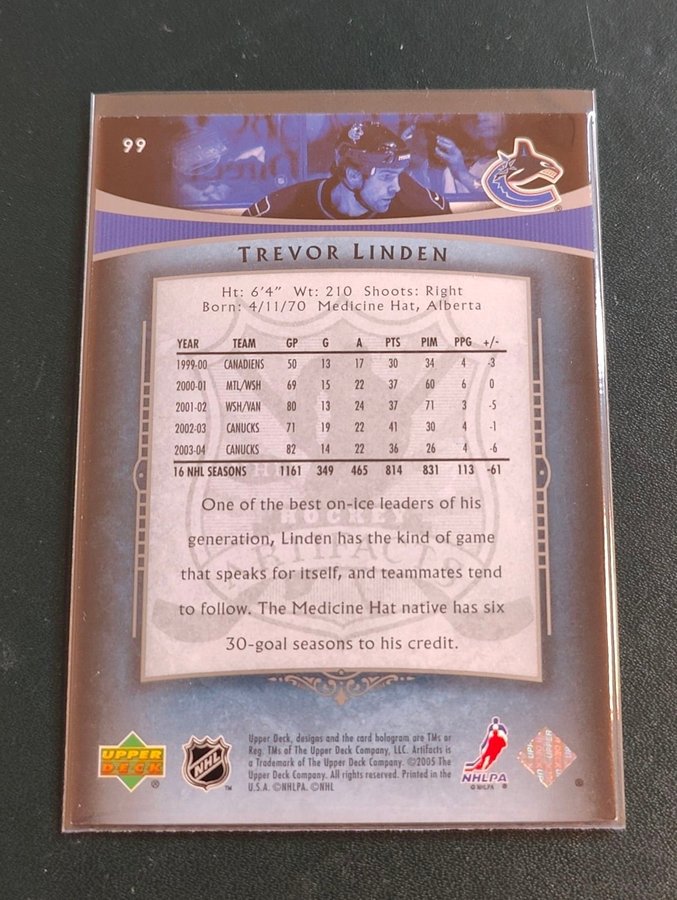 99
TREVOR LINDEN
Ht: 6'4" Wt: 210 Shoots: Right
Born: 4/11/70 Medicine Hat, Alberta
YEAR TEAM GP G A PTS PIM PPG +/-
1999-00 CANADIENS 50 13 17 30 34 4 -3
2000-01 MTL/WSH 69 15 22 37 60 6 0
2001-02 WSH/VAN 80 13 24 37 71 3 -5
2002-03 CANUCKS 71 19 22 41 30 4 -1
2003-04 CANUCKS 82 14 22 36 26 4 -6
16 NHL SEASONS 1161 349 465 814 831 113 -61
HOCKEY
ARTIFACTS
One of the best on-ice leaders of his
generation, Linden has the kind of game
that speaks for itself, and teammates tend
to follow. The Medicine Hat native has six
30-goal seasons to his credit.
UPPER
DECK
®
NHL
™
Upper Deck, designs and the card hologram are TMs or
Reg. TMs of The Upper Deck Company, LLC. Artifacts is
a Trademark of The Upper Deck Company. ©2005 The
Upper Deck Company. All rights reserved. Printed in the
U.S.A. ©NHLPA. ©NHL
NHLPA
© NHLPA ®